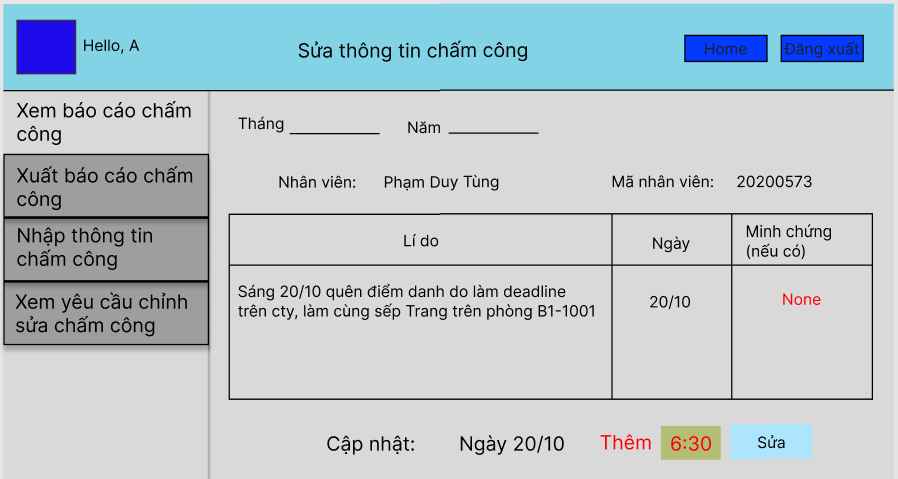 Hello, A
Sửa thông tin chấm công
Home
Đăng xuất
Xem báo cáo chấm
công
Xuất báo cáo chấm
công
Nhập thông tin
chấm công
Xem yêu cầu chỉnh
sửa chấm công
Tháng
Năm
Nhân viên: Phạm Duy Tùng
Mã nhân viên: 20200573
Lí do
Ngày
Minh chứng
(nếu có)
Sáng 20/10 quên điểm danh do làm deadline
trên cty, làm cùng sếp Trang trên phòng B1-1001
20/10
None
Cập nhật: Ngày 20/10 Thêm 6:30 Sửa